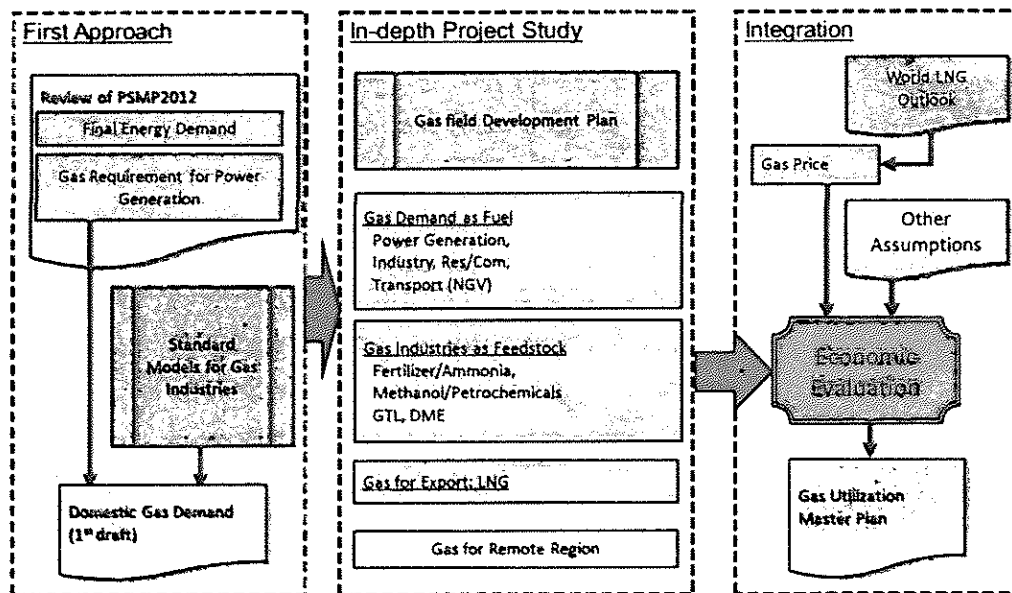 First Approach
Review of PSMP2012
Final Energy Demand
Gas Requirement for Power
Generation
Standard
Models for Gas
Industries
Domestic Gas Demand
(1st draft)
In-depth Project Study
Gas field Development Plan
Gas Demand as Fuel
Power Generation,
Industry, Res/Com,
Transport (NGV)
Gas Industries as Feedstock
Fertilizer/Ammonia,
Methanol/Petrochemicals
GTL, DME
Gas for Export: LNG
Gas for Remote Region
Integration
World LNG
Outlook
Gas Price
Other
Assumptions
Economic
Evaluation
Gas Utilization
Master Plan